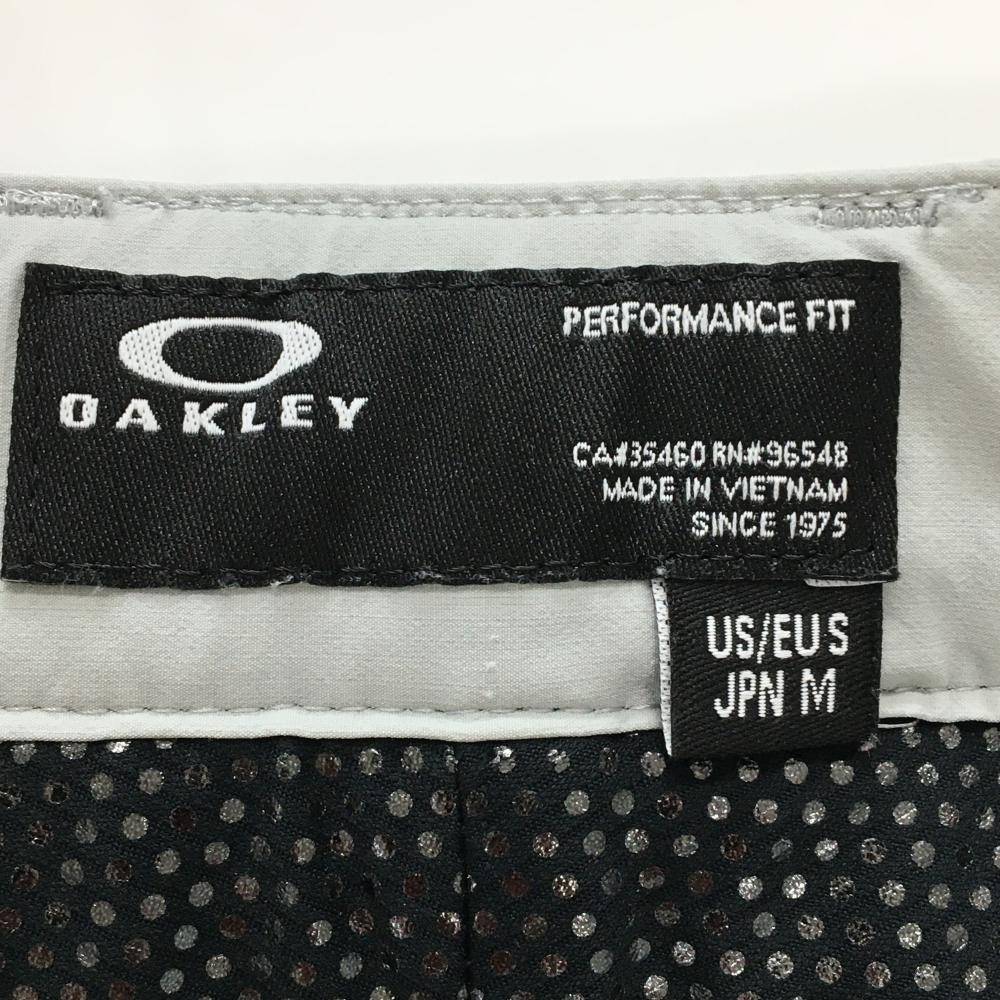 OAKLEY
PERFORMANCE FIT
CA#35460 RN#96548
MADE IN VIETNAM
SINCE 1975
US/EU S
JPN M